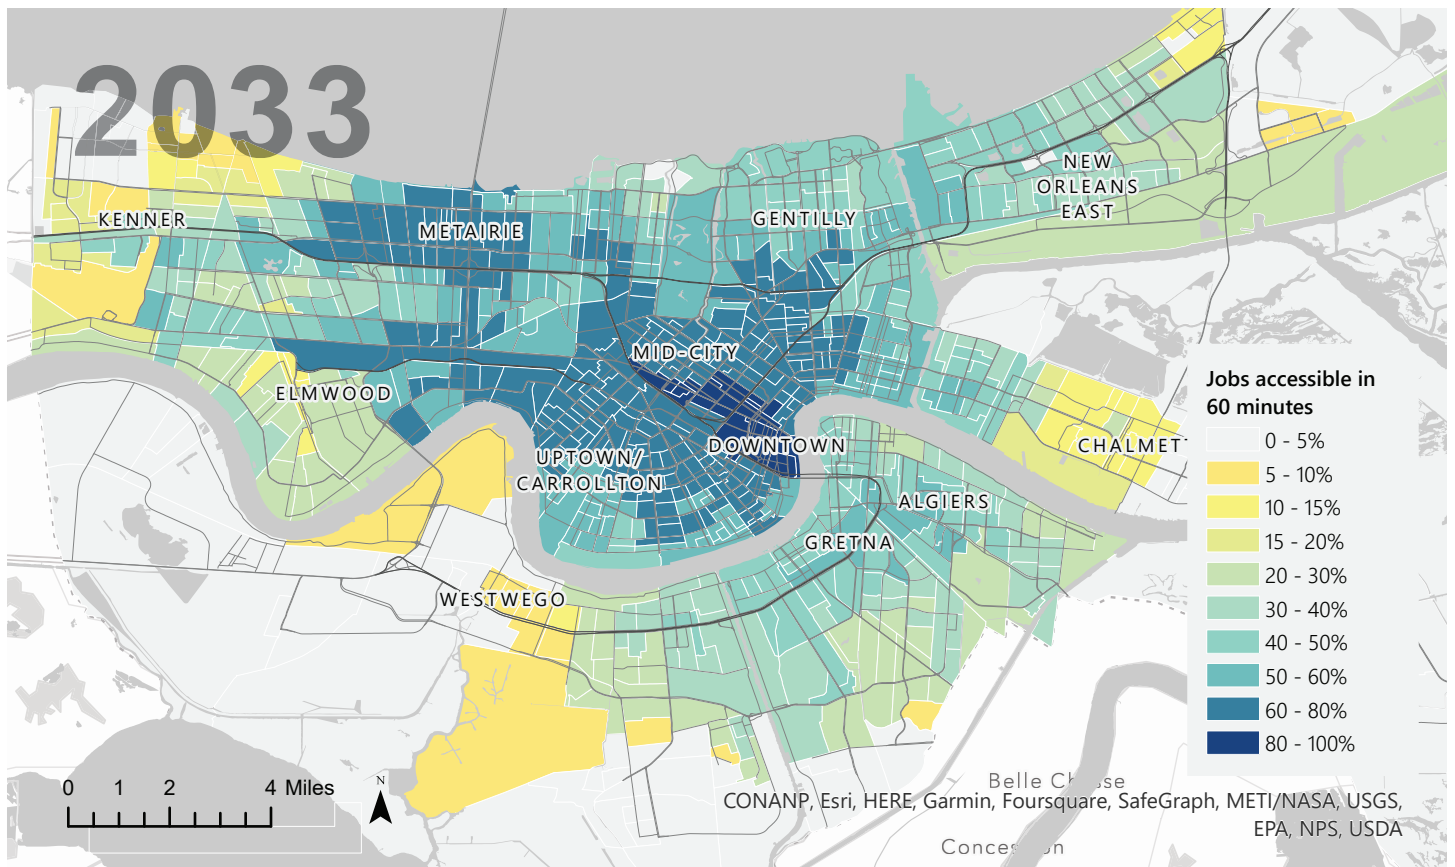 2033
NEW
ORLEANS
EAST
KENNER
METAIRIE
GENTILLY
MID-CITY
ELMWOOD
DOWNTOWN
CHALMET
UPTOWN/
CARROLLTON
ALGIERS
GRETNA
WESTWEGO
Jobs accessible in
60 minutes
0 - 5%
5 - 10%
10 - 15%
15 - 20%
20 - 30%
30 - 40%
40 - 50%
50 - 60%
60 - 80%
80 - 100%
0 1 2 4 Miles
N
Belle Chasse
CONANP, Esri, HERE, Garmin, Foursquare, SafeGraph, METI/NASA, USGS,
EPA, NPS, USDA